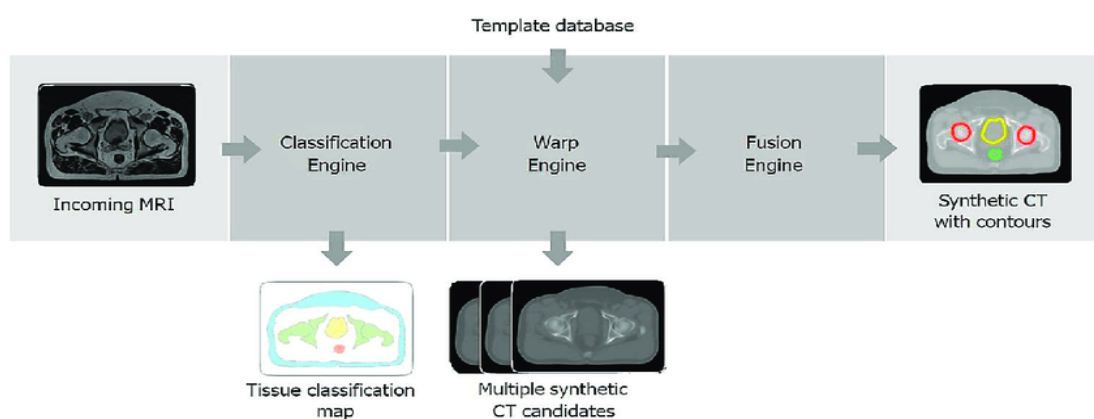 Template database
Incoming MRI
Classification
Engine
Warp
Engine
Fusion
Engine
Synthetic CT
with contours
Tissue classification
map
Multiple synthetic
CT candidates